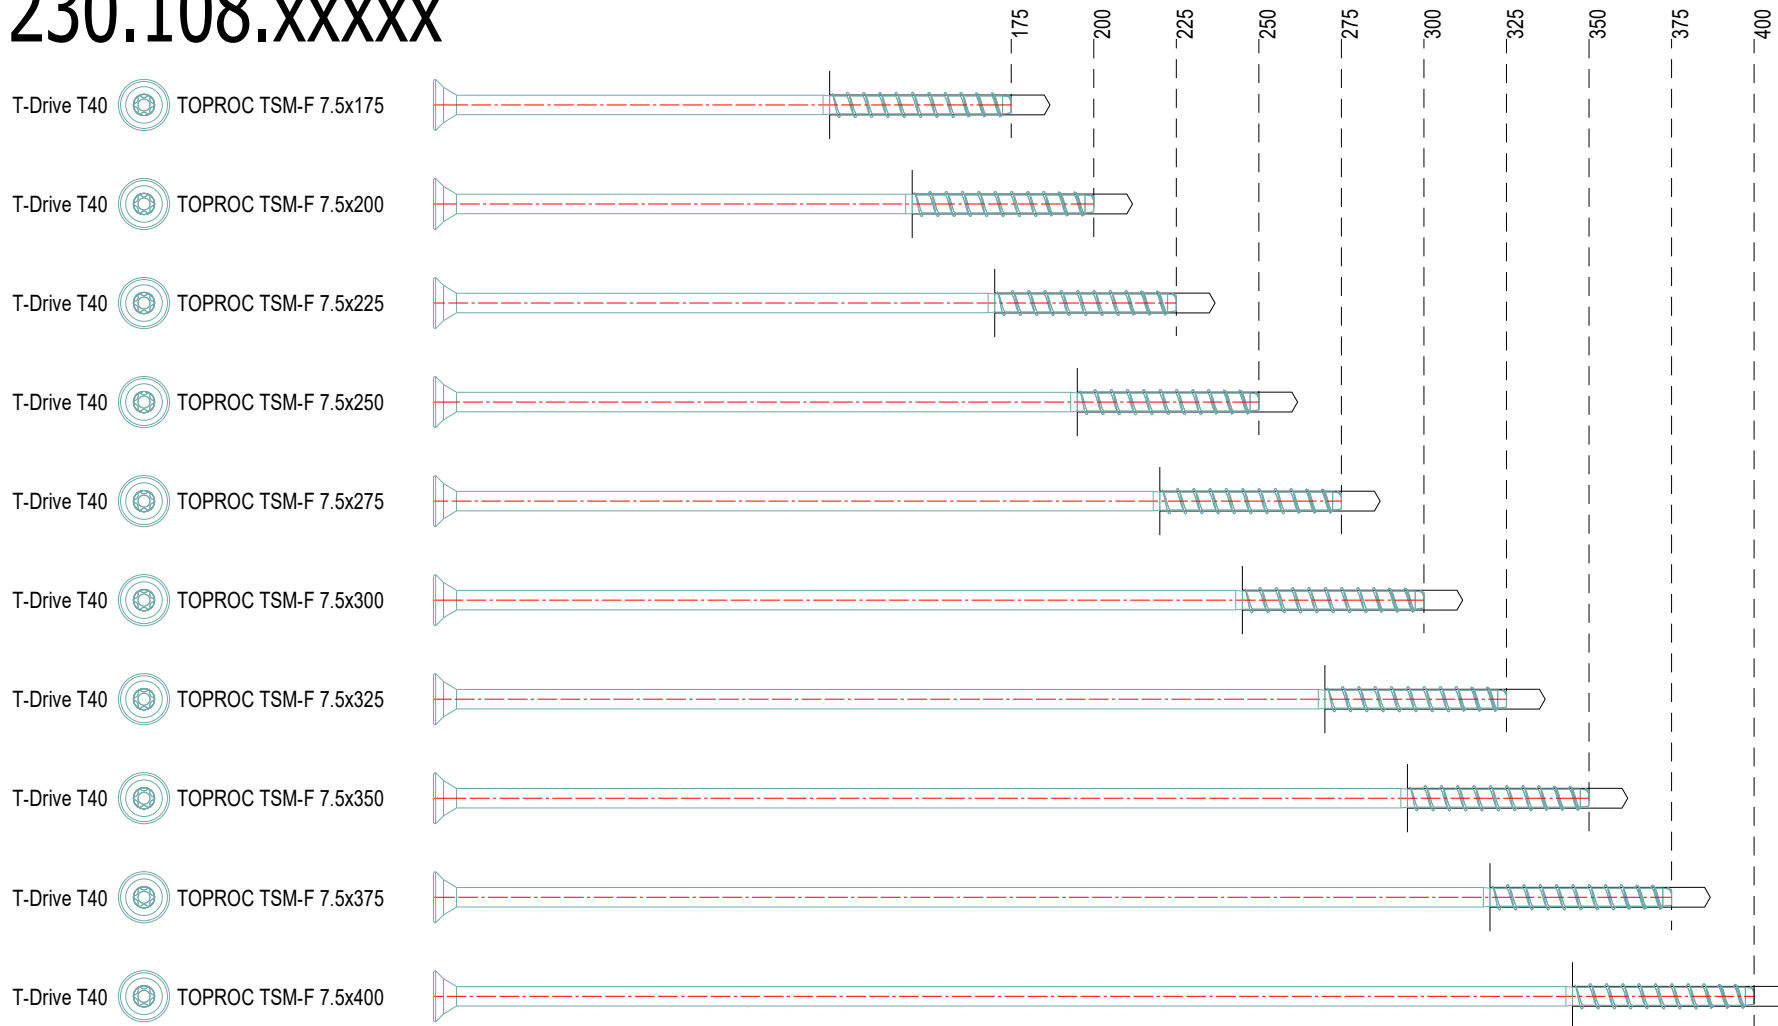 230.108.xxxxx
175 200 225 250 275 300 325 350 375 400
T-Drive T40 TOPROC TSM-F 7.5x175
T-Drive T40 TOPROC TSM-F 7.5x200
T-Drive T40 TOPROC TSM-F 7.5x225
T-Drive T40 TOPROC TSM-F 7.5x250
T-Drive T40 TOPROC TSM-F 7.5x275
T-Drive T40 TOPROC TSM-F 7.5x300
T-Drive T40 TOPROC TSM-F 7.5x325
T-Drive T40 TOPROC TSM-F 7.5x350
T-Drive T40 TOPROC TSM-F 7.5x375
T-Drive T40 TOPROC TSM-F 7.5x400